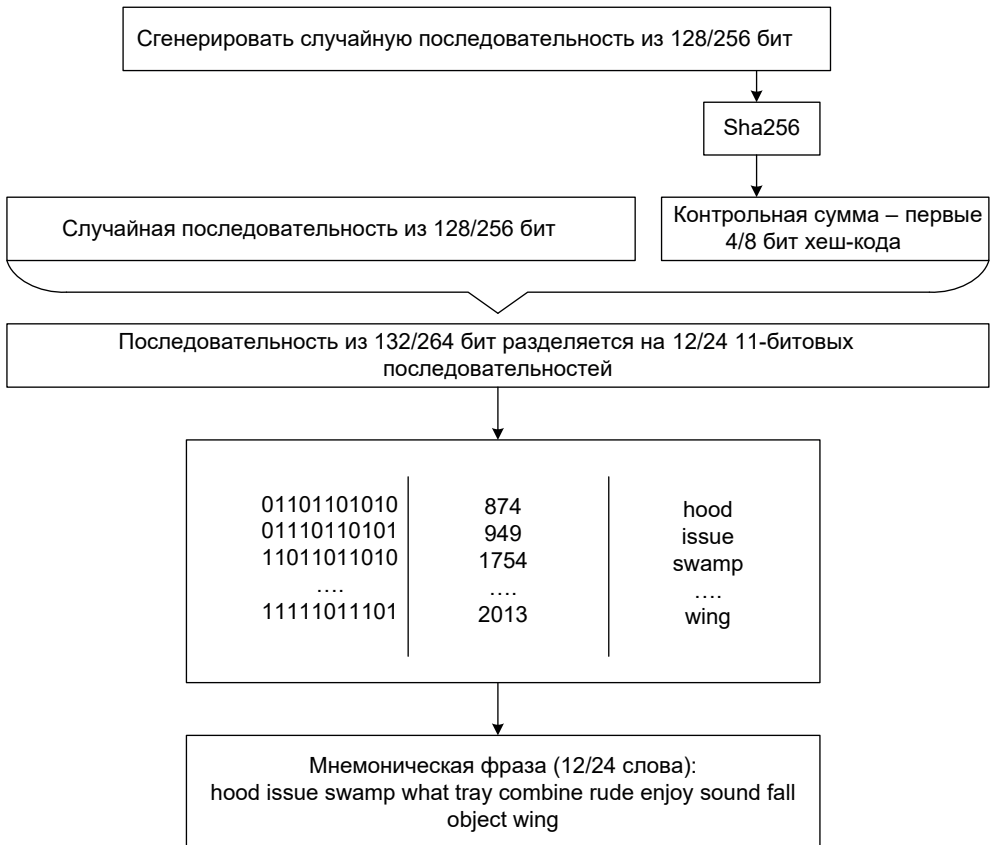 Сгенерировать случайную последовательность из 128/256 бит
Sha256
Случайная последовательность из 128/256 бит
Контрольная сумма – первые
4/8 бит хеш-кода
Последовательность из 132/264 бит разделяется на 12/24 11-битовых
последовательностей
01101101010 874 hood
01110110101 949 issue
11011011010 1754 swamp
…. …. ….
11111011101 2013 wing
Мнемоническая фраза (12/24 слова):
hood issue swamp what tray combine rude enjoy sound fall
object wing